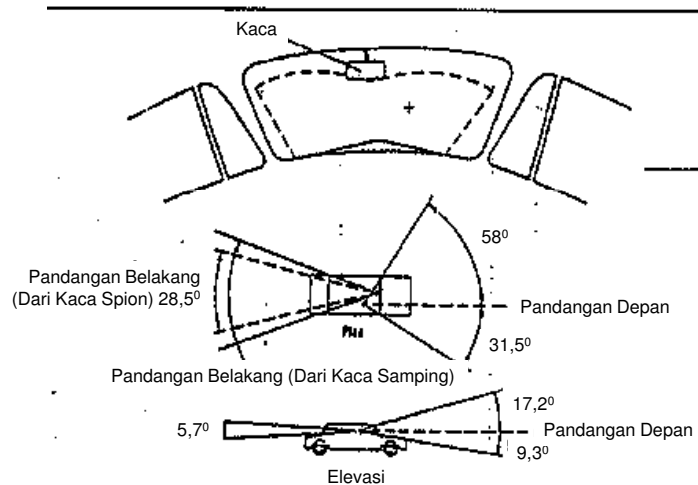 Kaca
58⁰
Pandangan Belakang
(Dari Kaca Spion) 28,5⁰
Pandangan Depan
31,5⁰
Pandangan Belakang (Dari Kaca Samping)
17,2⁰
5,7⁰
Pandangan Depan
9,3⁰
Elevasi